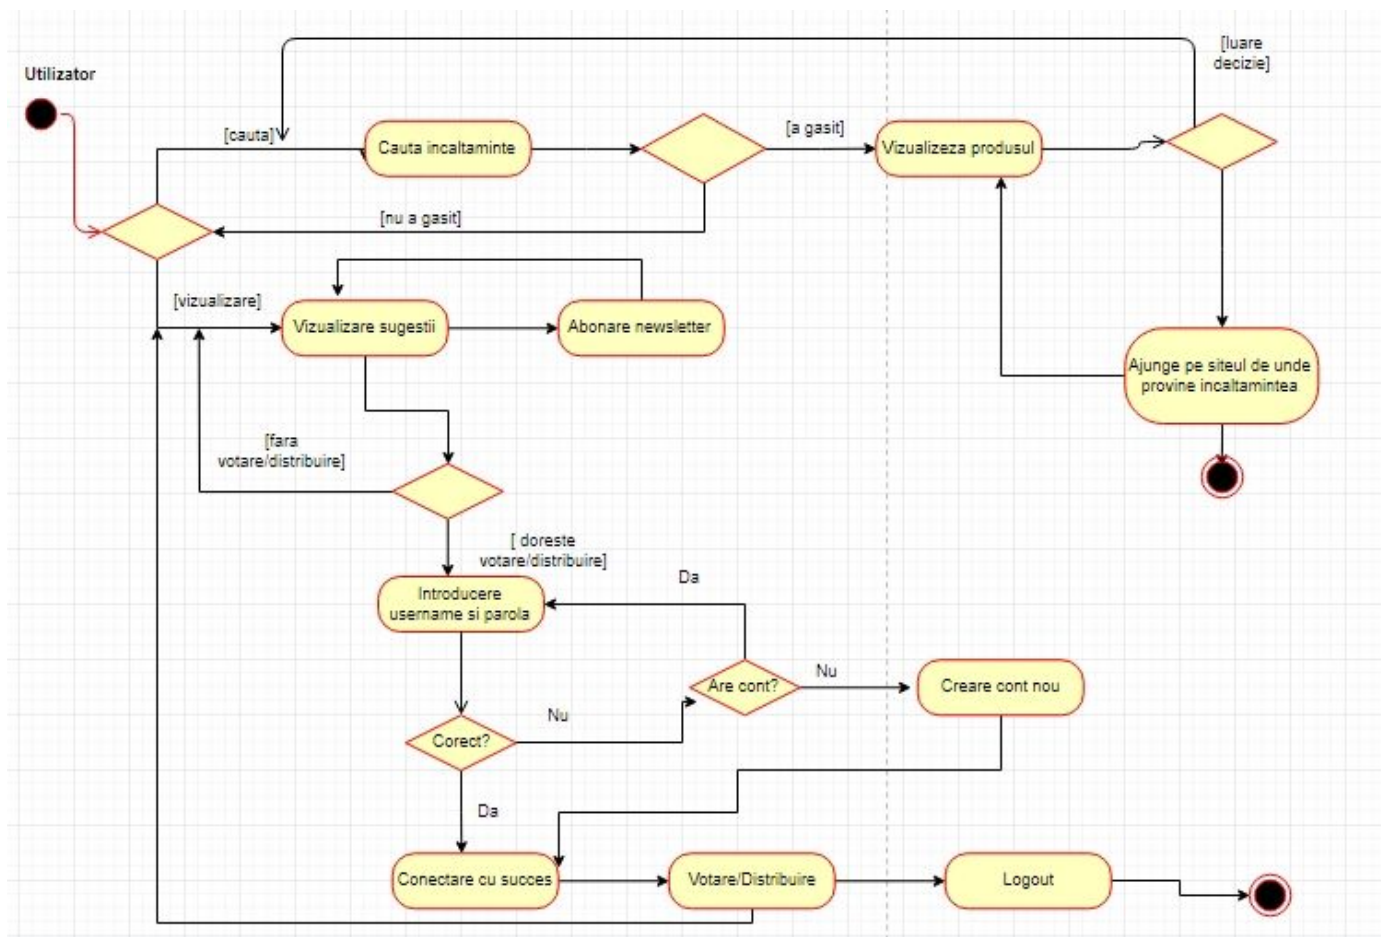 [luare
decizie]
Utilizator
[cauta]
Cauta incaltaminte
[a gasit]
Vizualizeza produsul
[nu a gasit]
[vizualizare]
Vizualizare sugestii
Abonare newsletter
Ajunge pe siteul de unde
provine incaltamintea
[fara
votare/distribuire]
[ doreste
votare/distribuire]
Introducere
username si parola
Da
Are cont?
Nu
Creare cont nou
Corect?
Nu
Da
Conectare cu succes
Votare/Distribuire
Logout